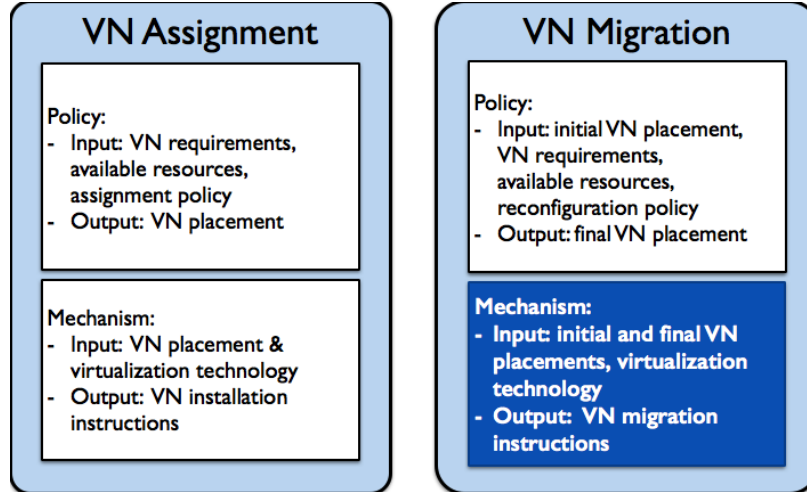 VN Assignment
Policy:
- Input: VN requirements,
available resources,
assignment policy
- Output: VN placement
Mechanism:
- Input: VN placement &
virtualization technology
- Output: VN installation
instructions
VN Migration
Policy:
- Input: initial VN placement,
VN requirements,
available resources,
reconfiguration policy
- Output: final VN placement
Mechanism:
- Input: initial and final VN
placements, virtualization
technology
- Output: VN migration
instructions